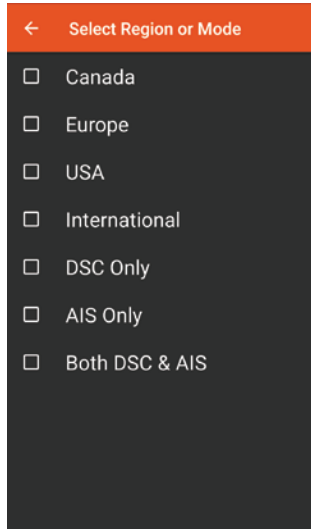 Select Region or Mode
Canada
Europe
USA
International
DSC Only
AIS Only
Both DSC & AIS